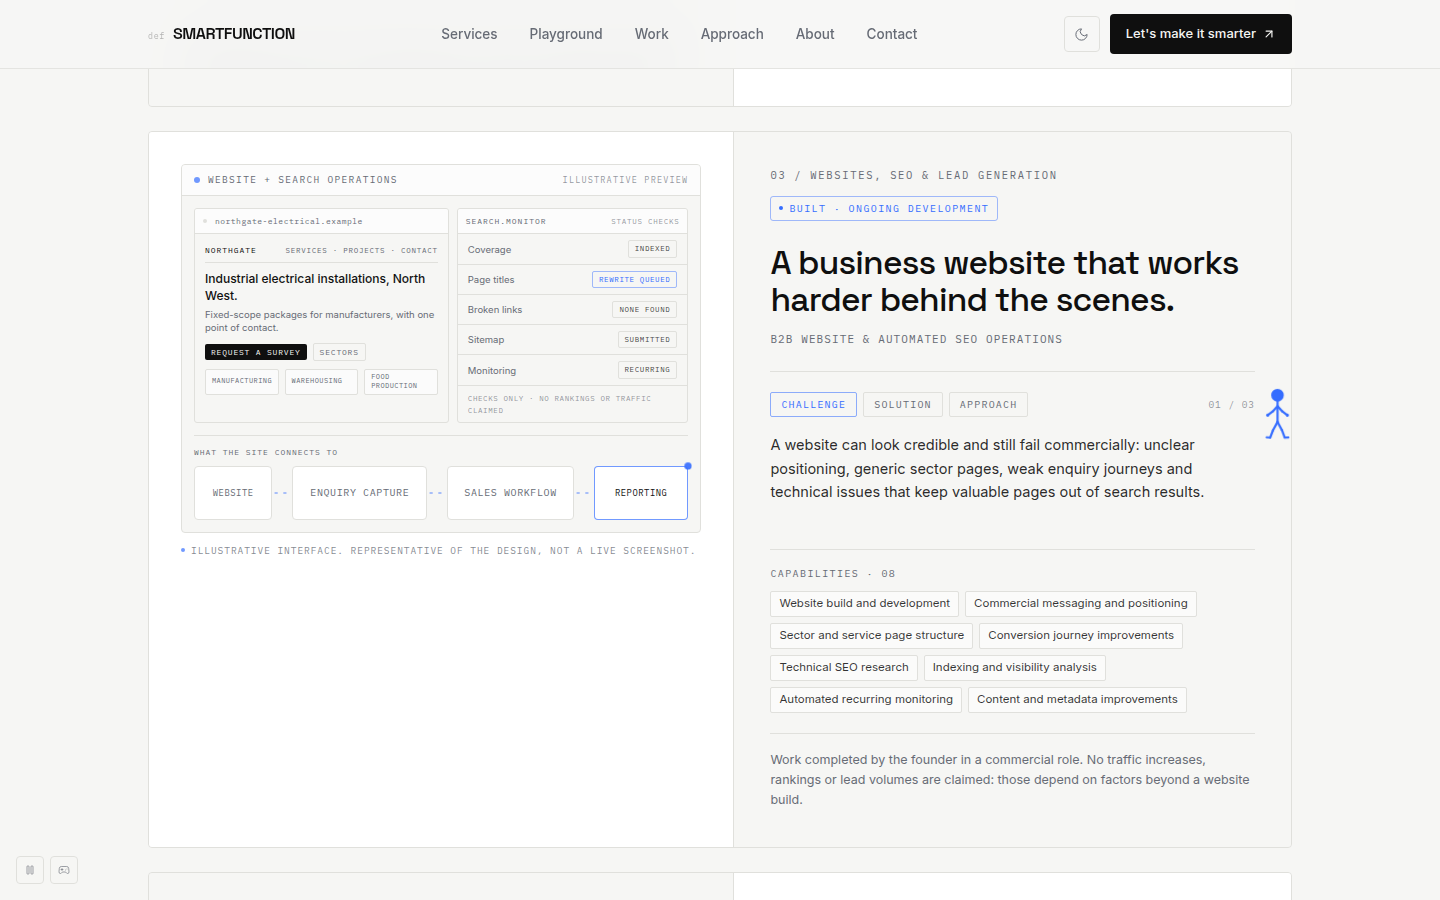 def SMARTFUNCTION
Services Playground Work Approach About Contact
Let's make it smarter
WEBSITE + SEARCH OPERATIONS ILLUSTRATIVE PREVIEW
northgate-electrical.example
NORTHGATE SERVICES · PROJECTS · CONTACT
Industrial electrical installations, North
West.
Fixed-scope packages for manufacturers, with one
point of contact.
REQUEST A SURVEY SECTORS
MANUFACTURING WAREHOUSING FOOD
PRODUCTION
SEARCH.MONITOR STATUS CHECKS
Coverage INDEXED
Page titles REWRITE QUEUED
Broken links NONE FOUND
Sitemap SUBMITTED
Monitoring RECURRING
CHECKS ONLY · NO RANKINGS OR TRAFFIC
CLAIMED
WHAT THE SITE CONNECTS TO
WEBSITE ENQUIRY CAPTURE SALES WORKFLOW REPORTING
ILLUSTRATIVE INTERFACE. REPRESENTATIVE OF THE DESIGN, NOT A LIVE SCREENSHOT.
03 / WEBSITES, SEO & LEAD GENERATION
BUILT · ONGOING DEVELOPMENT
A business website that works
harder behind the scenes.
B2B WEBSITE & AUTOMATED SEO OPERATIONS
CHALLENGE SOLUTION APPROACH 01 / 03
A website can look credible and still fail commercially: unclear
positioning, generic sector pages, weak enquiry journeys and
technical issues that keep valuable pages out of search results.
CAPABILITIES · 08
Website build and development Commercial messaging and positioning
Sector and service page structure Conversion journey improvements
Technical SEO research Indexing and visibility analysis
Automated recurring monitoring Content and metadata improvements
Work completed by the founder in a commercial role. No traffic increases,
rankings or lead volumes are claimed: those depend on factors beyond a website
build.